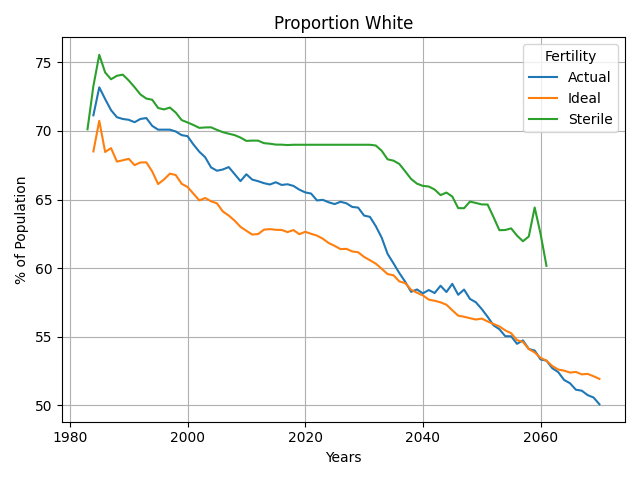 Proportion White
Fertility
Actual
Ideal
Sterile
% of Population
75
70
65
60
55
50
1980
2000
2020
2040
2060
Years